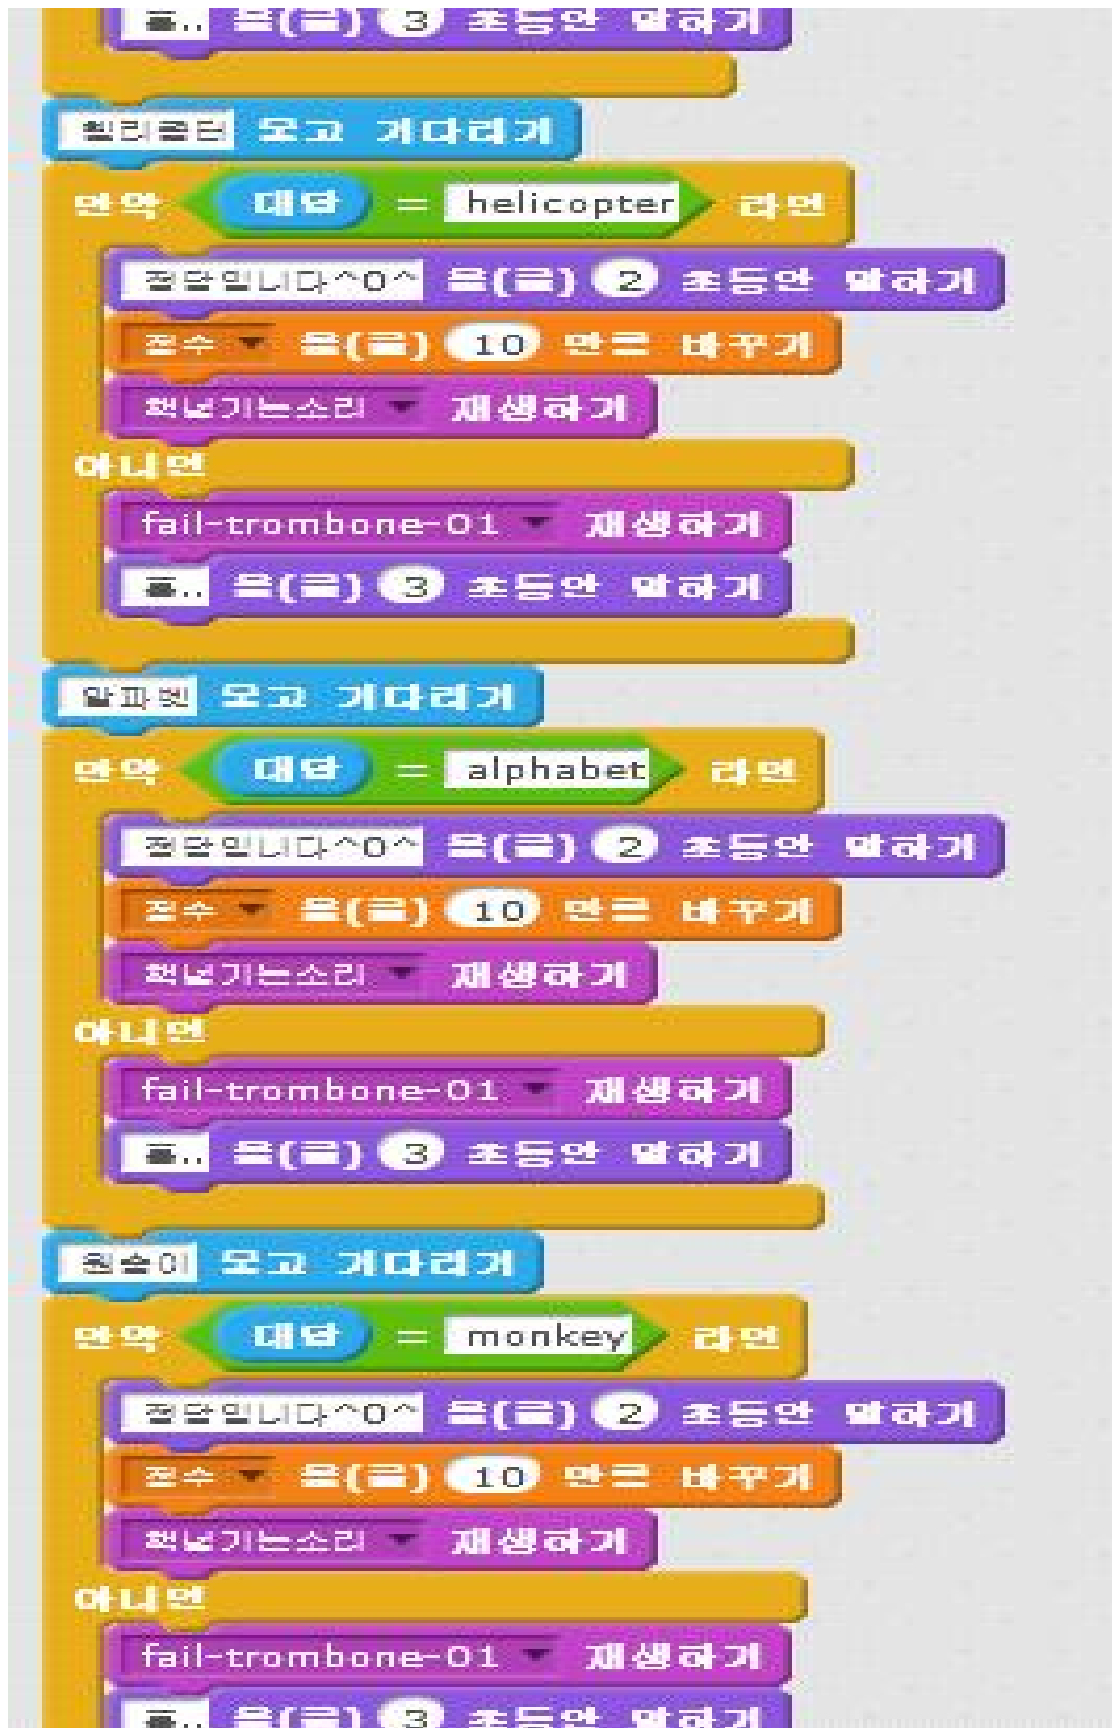 흠.. 을(를) 3 초동안 말하기
헬리콥터 묻고 기다리기
만약 대답 = helicopter 라면
정답입니다^0^ 을(를) 2 초동안 말하기
점수 을(를) 10 만큼 바꾸기
책넘기는소리 재생하기
아니면
fail-trombone-01 재생하기
흠.. 을(를) 3 초동안 말하기
알파벳 묻고 기다리기
만약 대답 = alphabet 라면
정답입니다^0^ 을(를) 2 초동안 말하기
점수 을(를) 10 만큼 바꾸기
책넘기는소리 재생하기
아니면
fail-trombone-01 재생하기
흠.. 을(를) 3 초동안 말하기
원숭이 묻고 기다리기
만약 대답 = monkey 라면
정답입니다^0^ 을(를) 2 초동안 말하기
점수 을(를) 10 만큼 바꾸기
책넘기는소리 재생하기
아니면
fail-trombone-01 재생하기
흠.. 을(를) 3 초동안 말하기